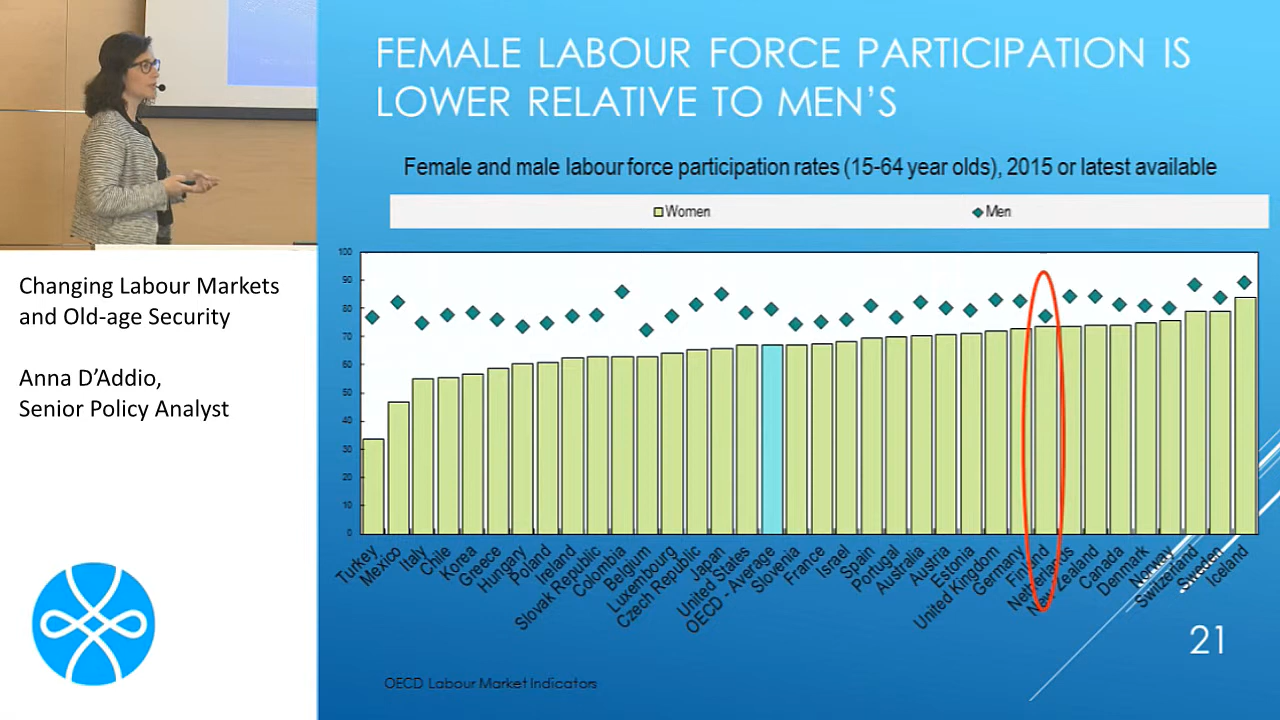 FEMALE LABOUR FORCE PARTICIPATION IS
LOWER RELATIVE TO MEN'S
Female and male labour force participation rates (15-64 year olds), 2015 or latest available
Women
Men
100
90
80
70
60
50
40
30
20
10
0
Turkey
Mexico
Italy
Chile
Korea
Greece
Hungary
Poland
Ireland
Slovak Republic
Colombia
Belgium
Luxembourg
Czech Republic
Japan
United States
OECD - Average
Slovenia
France
Israel
Spain
Portugal
Australia
Austria
Estonia
United Kingdom
Germany
Finland
Netherlands
New Zealand
Canada
Denmark
Norway
Switzerland
Sweden
Iceland
21
OECD Labour Market Indicators
Changing Labour Markets
and Old-age Security
Anna D'Addio,
Senior Policy Analyst